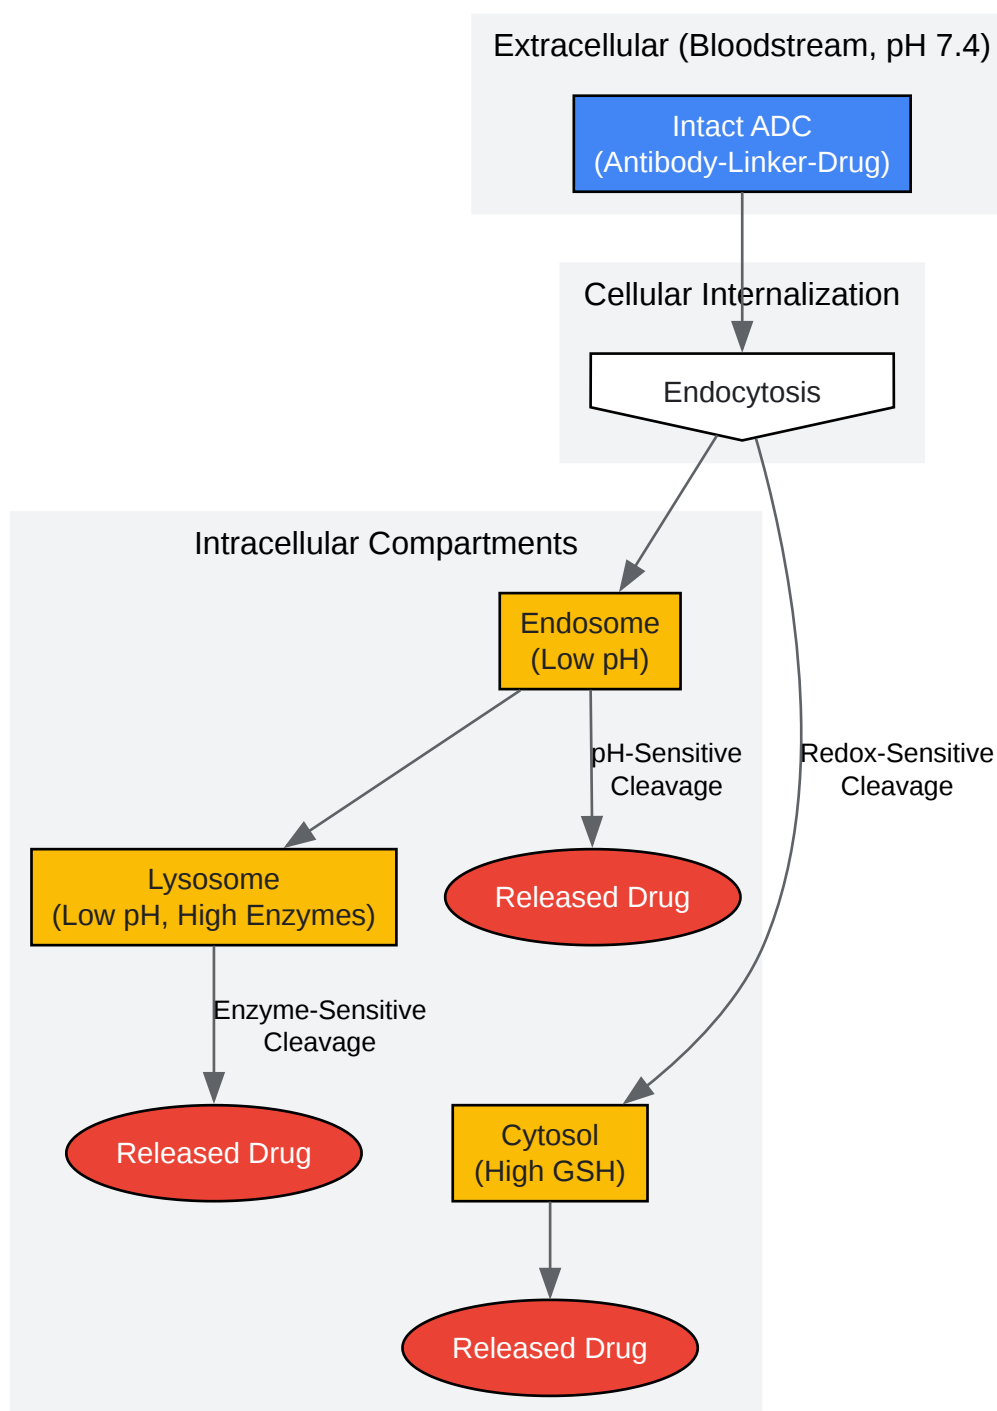 Extracellular (Bloodstream, pH 7.4)
Intact ADC
(Antibody-Linker-Drug)
Cellular Internalization
Endocytosis
Intracellular Compartments
Endosome
(Low pH)
pH-Sensitive
Cleavage
Redox-Sensitive
Cleavage
Lysosome
(Low pH, High Enzymes)
Released Drug
Enzyme-Sensitive
Cleavage
Released Drug
Cytosol
(High GSH)
Released Drug